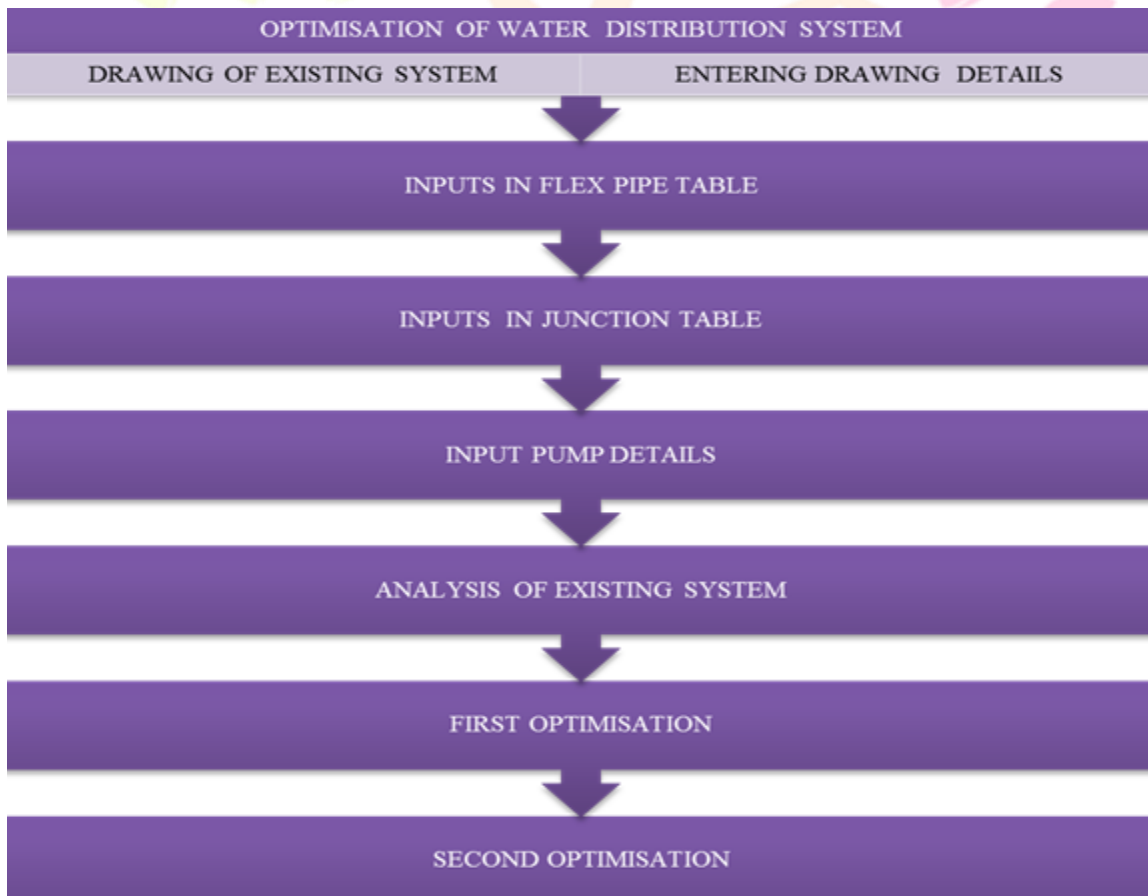 OPTIMISATION OF WATER DISTRIBUTION SYSTEM
DRAWING OF EXISTING SYSTEM
ENTERING DRAWING DETAILS
INPUTS IN FLEX PIPE TABLE
INPUTS IN JUNCTION TABLE
INPUT PUMP DETAILS
ANALYSIS OF EXISTING SYSTEM
FIRST OPTIMISATION
SECOND OPTIMISATION